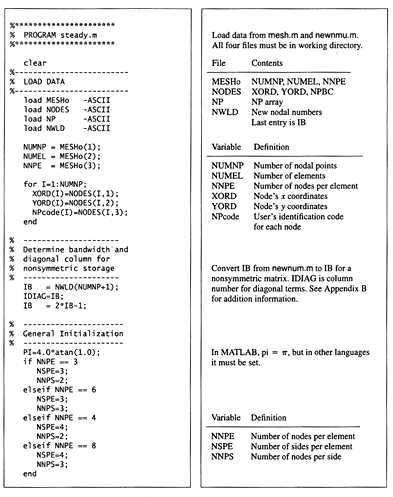 %**********************
% PROGRAM steady.m
%**********************
clear
%-----------------------
% LOAD DATA
%-----------------------
load MESHo -ASCII
load NODES -ASCII
load NP -ASCII
load NWLD -ASCII
NUMNP = MESHo(1);
NUMEL = MESHo(2);
NNPE = MESHo(3);
for I=1:NUMNP;
XORD(I)=NODES(I,1);
YORD(I)=NODES(I,2);
NPcode(I)=NODES(I,3);
end
% --------------------
% Determine bandwidth and
% diagonal column for
% nonsymmetric storage
% --------------------
IB = NWLD(NUMNP+1);
IDIAG=IB;
IB = 2*IB-1;
% ----------------------
% General Initialization
% ----------------------
PI=4.0*atan(1.0);
if NNPE == 3
NSPE=3;
NNPS=2;
elseif NNPE == 6
NSPE=3;
NNPS=3;
elseif NNPE == 4
NSPE=4;
NNPS=2;
elseif NNPE == 8
NSPE=4;
NNPS=3;
end
Load data from mesh.m and newnmu.m.
All four files must be in working directory.
File Contents
MESHo NUMNP, NUMEL, NNPE
NODES XORD, YORD, NPBC
NP NP array
NWLD New nodal numbers
Last entry is IB
Variable Definition
NUMNP Number of nodal points
NUMEL Number of elements
NNPE Number of nodes per element
XORD Node's x coordinates
YORD Node's y coordinates
NPcode User's identification code
for each node
Convert IB from newnum.m to IB for a
nonsymmetric matrix. IDIAG is column
number for diagonal terms. See Appendix B
for addition information.
In MATLAB, pi = π, but in other languages
it must be set.
Variable Definition
NNPE Number of nodes per element
NSPE Number of sides per element
NNPS Number of nodes per side